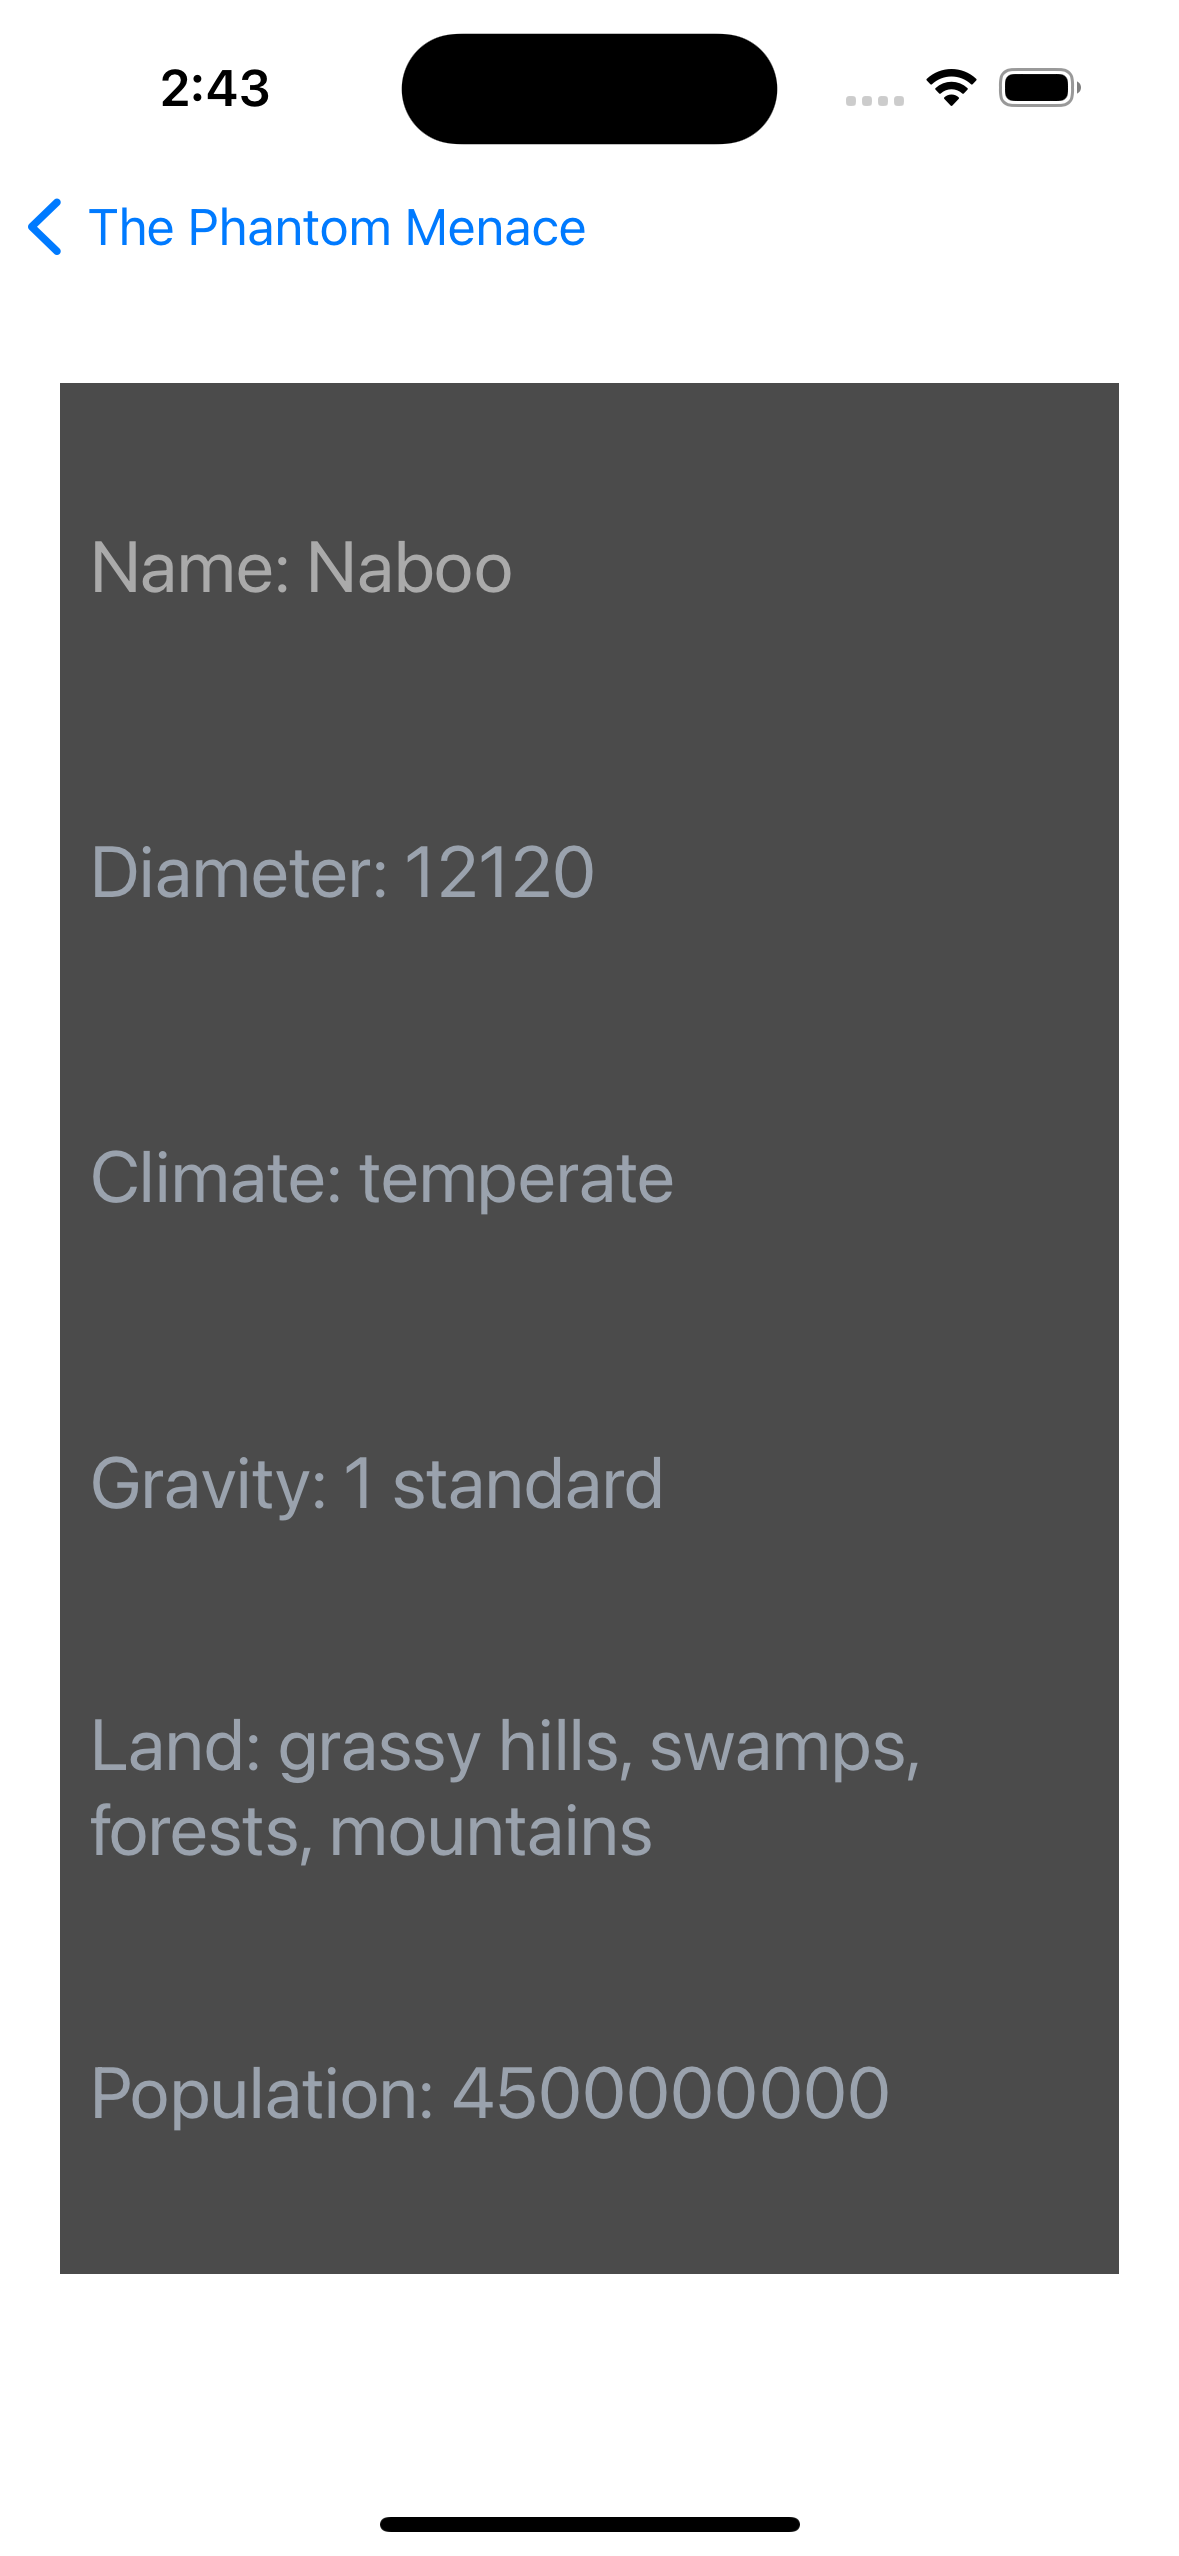 2:43
The Phantom Menace
Name: Naboo
Diameter: 12120
Climate: temperate
Gravity: 1 standard
Land: grassy hills, swamps,
forests, mountains
Population: 4500000000